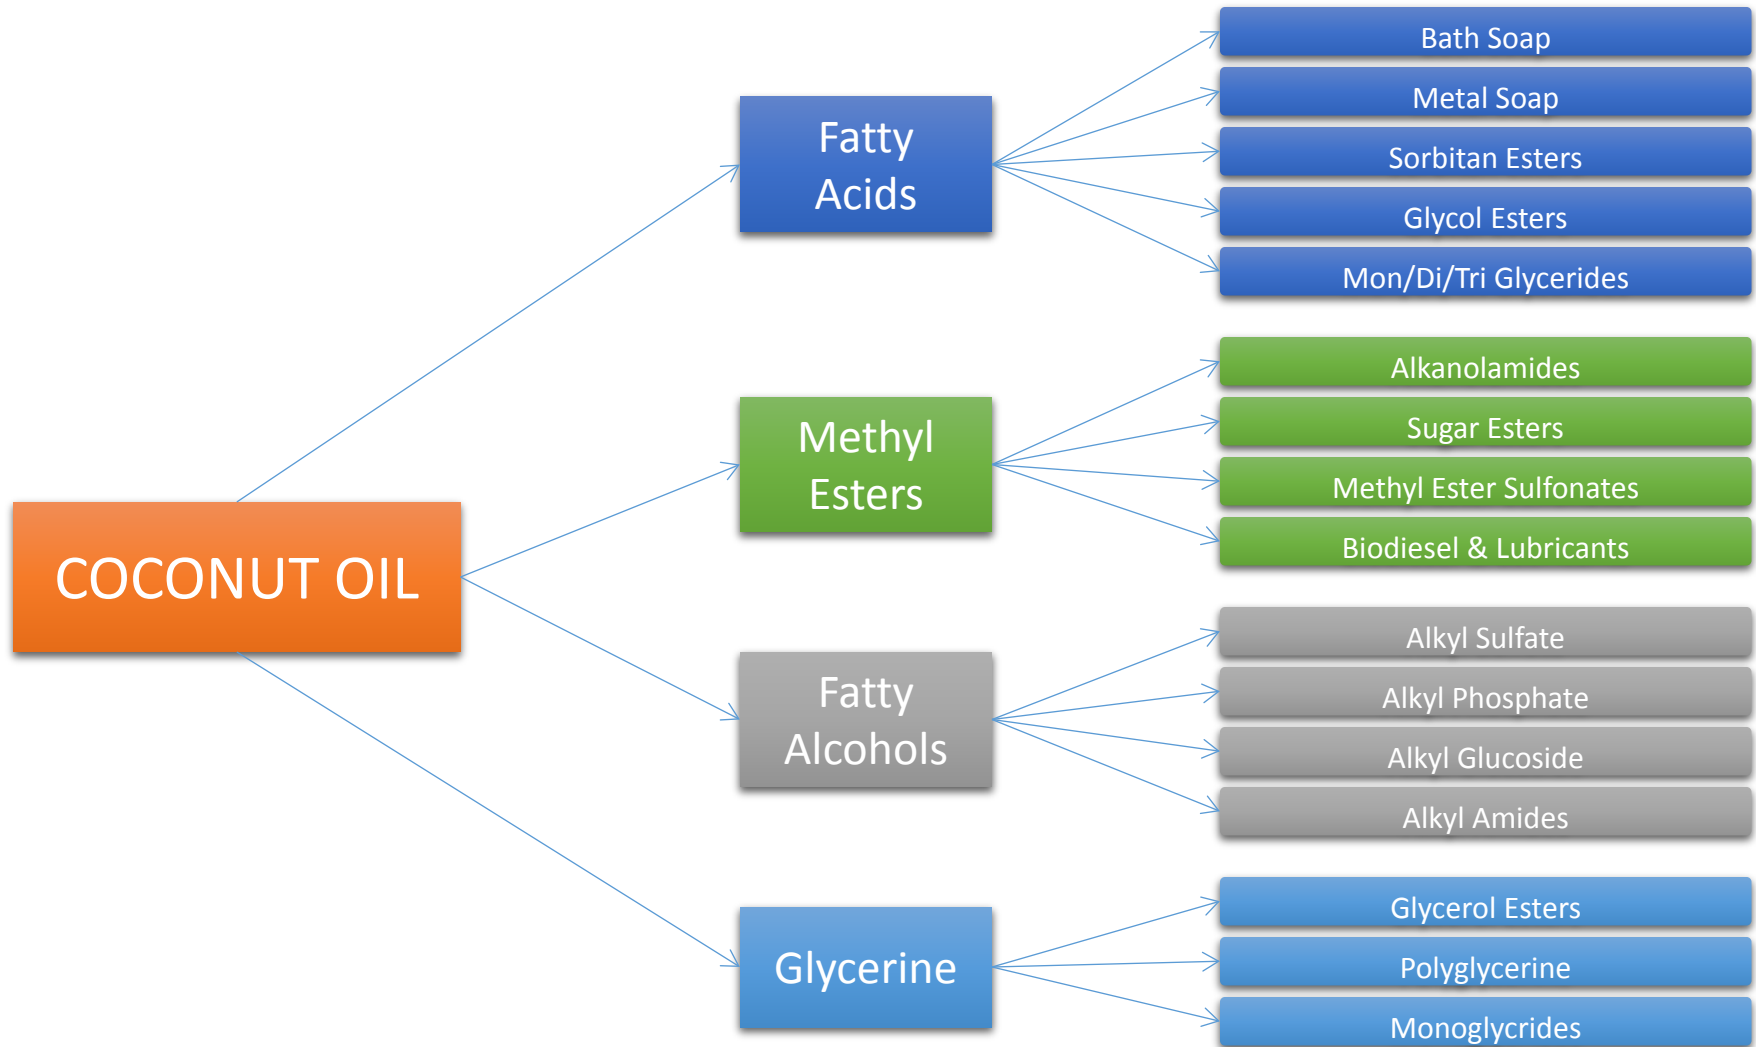 COCONUT OIL
Fatty
Acids
Bath Soap
Metal Soap
Sorbitan Esters
Glycol Esters
Mon/Di/Tri Glycerides
Methyl
Esters
Alkanolamides
Sugar Esters
Methyl Ester Sulfonates
Biodiesel & Lubricants
Fatty
Alcohols
Alkyl Sulfate
Alkyl Phosphate
Alkyl Glucoside
Alkyl Amides
Glycerine
Glycerol Esters
Polyglycerine
Monoglycrides